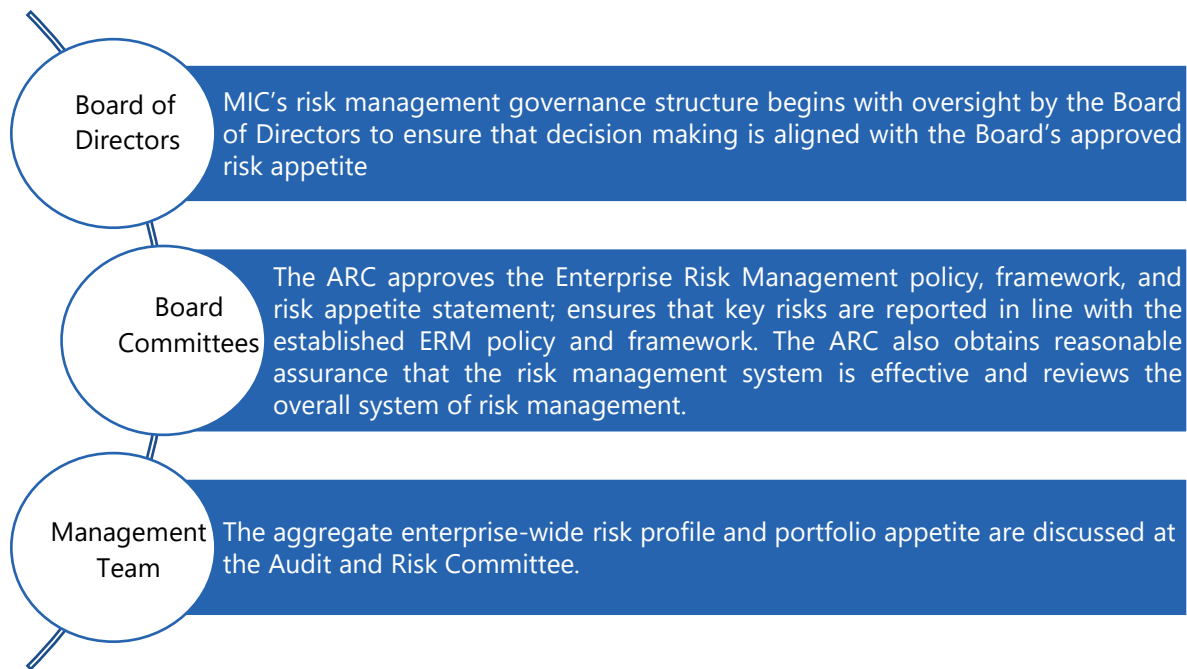 Board of
Directors
MIC’s risk management governance structure begins with oversight by the Board
of Directors to ensure that decision making is aligned with the Board’s approved
risk appetite
Board
Committees
The ARC approves the Enterprise Risk Management policy, framework, and
risk appetite statement; ensures that key risks are reported in line with the
established ERM policy and framework. The ARC also obtains reasonable
assurance that the risk management system is effective and reviews the
overall system of risk management.
Management
Team
The aggregate enterprise-wide risk profile and portfolio appetite are discussed at
the Audit and Risk Committee.